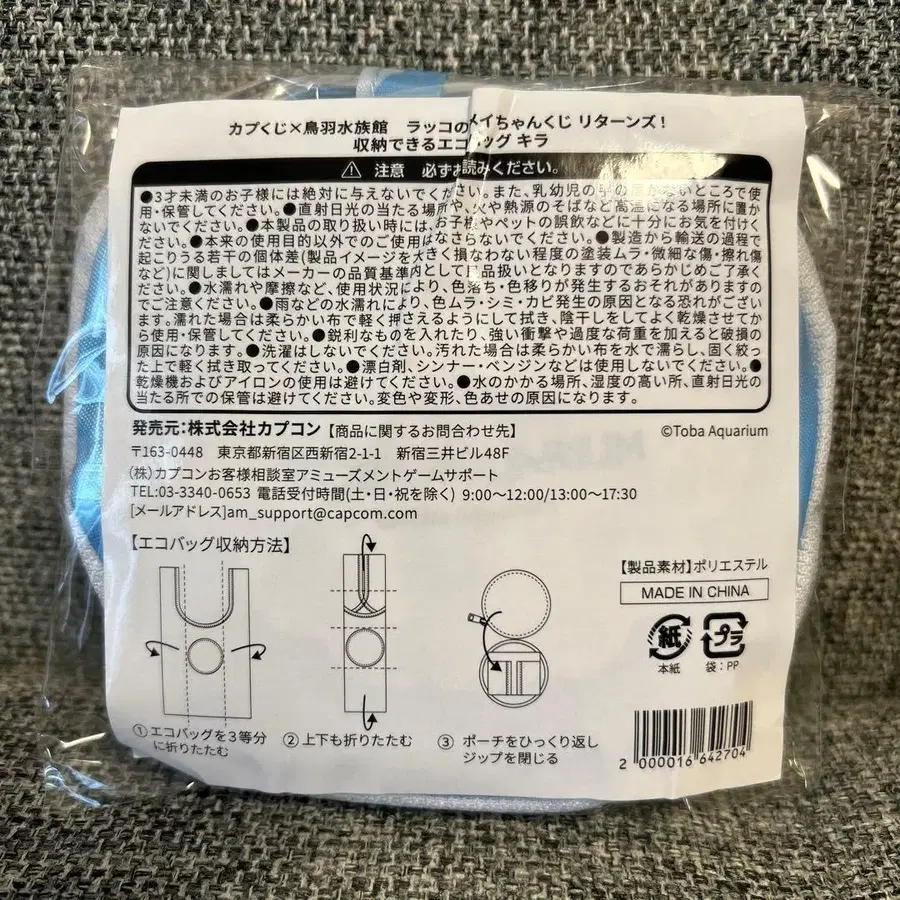 カプくじ×鳥羽水族館 ラッコのメイちゃんくじ リターンズ!
収納できるエコバッグ キラ
注意 必ずお読みください。
●3才未満のお子様には絶対に与えないでください。また、乳幼児の手の届かないところで使
用・保管してください。●直射日光の当たる場所や、火や熱源のそばなど高温になる場所に置か
ないでください。●本製品の取り扱い時には、お子様やペットの誤飲などに十分にお気を付けく
ださい。●本来の使用目的以外でのご使用はなさらないでください。●製造から輸送の過程で
起こりうる若干の個体差(製品イメージを大きく損なわない程度の塗装ムラ・微細な傷・擦れ傷
など)に関しましてはメーカーの品質基準内として良品扱いとなりますのであらかじめご了承く
ださい。●水濡れや摩擦など、使用状況により、色落ち・色移りが発生するおそれがありますの
でご注意ください。●雨などの水濡れにより、色ムラ・シミ・カビ発生の原因となる恐れがござい
ます。濡れた場合は柔らかい布で軽く押さえるようにして拭き、陰干しをしてよく乾燥させてか
ら使用・保管してください。●鋭利なものを入れたり、強い衝撃や過度な荷重を加えると破損の
原因になります。●洗濯はしないでください。汚れた場合は柔らかい布を水で濡らし、固く絞っ
た上で軽く拭き取ってください。●漂白剤、シンナー・ベンジンなどは使用しないでください。●
乾燥機およびアイロンの使用は避けてください。●水のかかる場所、湿度の高い所、直射日光の
当たる所での保管は避けてください。変色や変形、色あせの原因になります。
発売元:株式会社カプコン 【商品に関するお問合わせ先】
©Toba Aquarium
〒163-0448 東京都新宿区西新宿2-1-1 新宿三井ビル48F
(株)カプコンお客様相談室アミューズメントゲームサポート
TEL:03-3340-0653 電話受付時間(土・日・祝を除く) 9:00〜12:00/13:00〜17:30
[メールアドレス]am_support@capcom.com
【エコバッグ収納方法】
【製品素材】ポリエステル
MADE IN CHINA
紙
プラ
本紙
袋:PP
①エコバッグを3等分
に折りたたむ
②上下も折りたたむ
③ ポーチをひっくり返し
ジップを閉じる
2 000016 642704